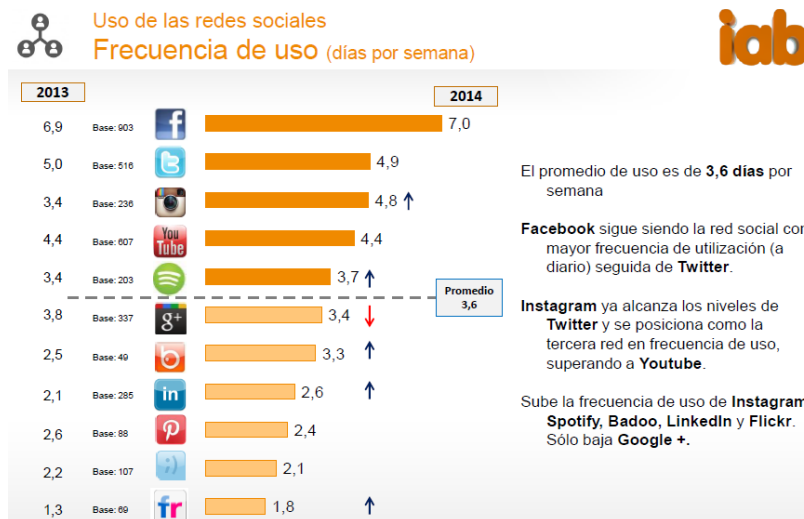 Uso de las redes sociales
Frecuencia de uso (días por semana)
iab
2013
2014
6,9 Base: 903 f 7,0
5,0 Base: 516 t 4,9
3,4 Base: 236 4,8
4,4 Base: 607 You Tube 4,4
3,4 Base: 203 3,7
Promedio
3,6
3,8 Base: 337 g+ 3,4
2,5 Base: 49 b 3,3
2,1 Base: 285 in 2,6
2,6 Base: 88 P 2,4
2,2 Base: 107 ;) 2,1
1,3 Base: 69 fr 1,8
El promedio de uso es de 3,6 días por
semana
Facebook sigue siendo la red social con
mayor frecuencia de utilización (a
diario) seguida de Twitter.
Instagram ya alcanza los niveles de
Twitter y se posiciona como la
tercera red en frecuencia de uso,
superando a Youtube.
Sube la frecuencia de uso de Instagram
Spotify, Badoo, LinkedIn y Flickr.
Sólo baja Google +.